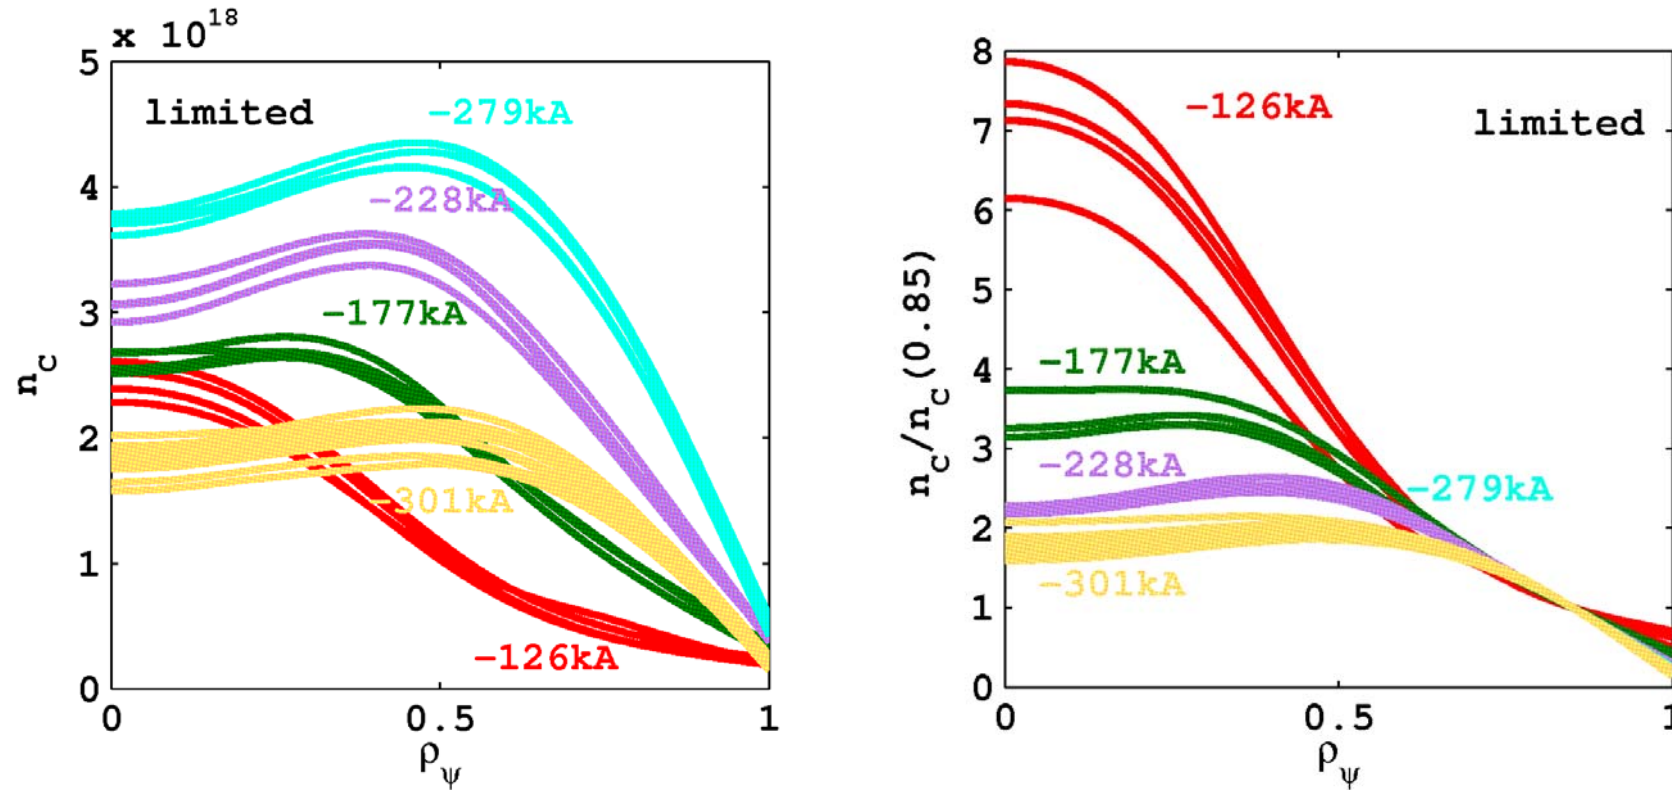 x 10^18
5
4
3
2
1
0
n_C
limited
-279kA
-228kA
-177kA
-301kA
-126kA
0
0.5
1
ρ_ψ
8
7
6
5
4
3
2
1
0
n_C/n_C(0.85)
-126kA
limited
-177kA
-228kA
-279kA
-301kA
0
0.5
1
ρ_ψ